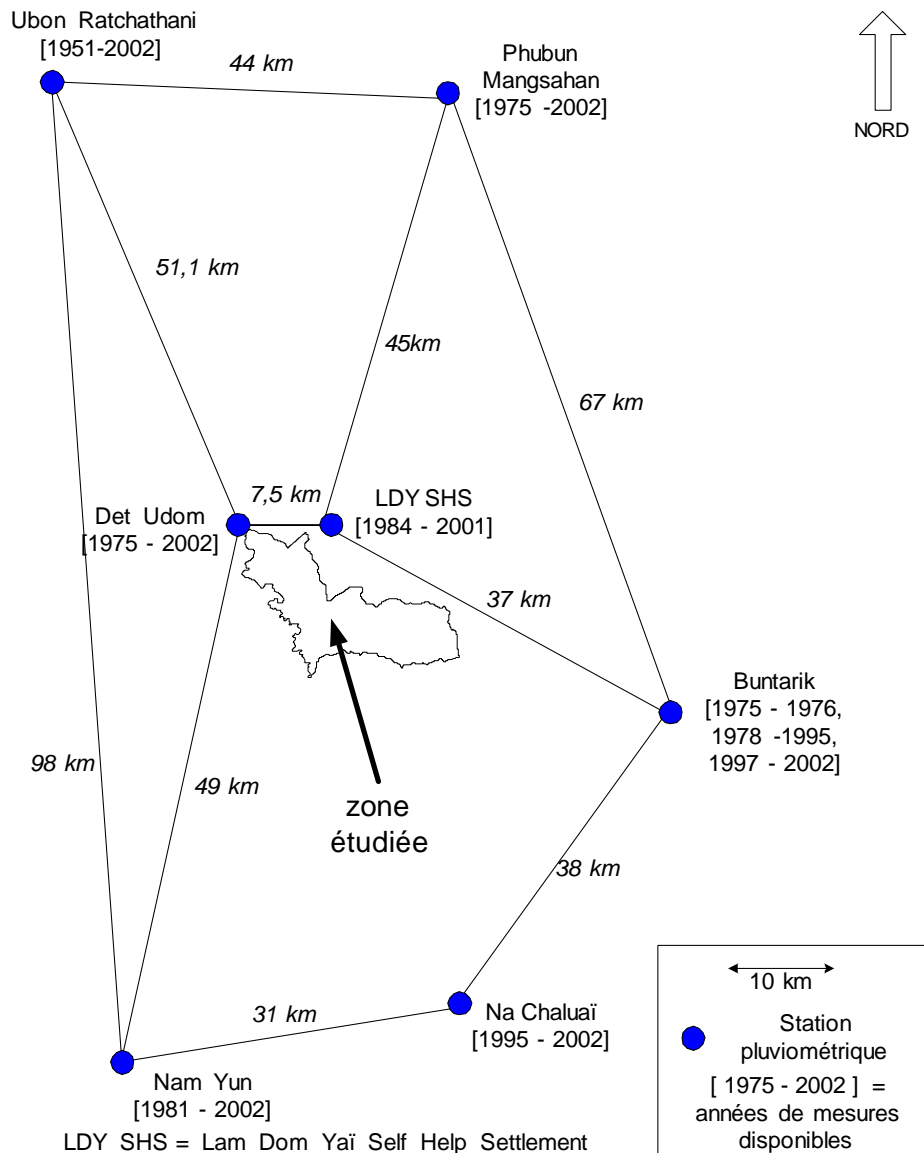 Ubon Ratchathani
[1951-2002]
44 km
Phubun
Mangsahan
[1975 -2002]
NORD
51,1 km
45km
67 km
7,5 km
Det Udom
[1975 - 2002]
LDY SHS
[1984 - 2001]
37 km
Buntarik
[1975 - 1976,
1978 -1995,
1997 - 2002]
98 km
49 km
zone
étudiée
38 km
31 km
Na Chaluaï
[1995 - 2002]
Nam Yun
[1981 - 2002]
LDY SHS = Lam Dom Yaï Self Help Settlement
10 km
Station
pluviométrique
[ 1975 - 2002 ] =
années de mesures
disponibles